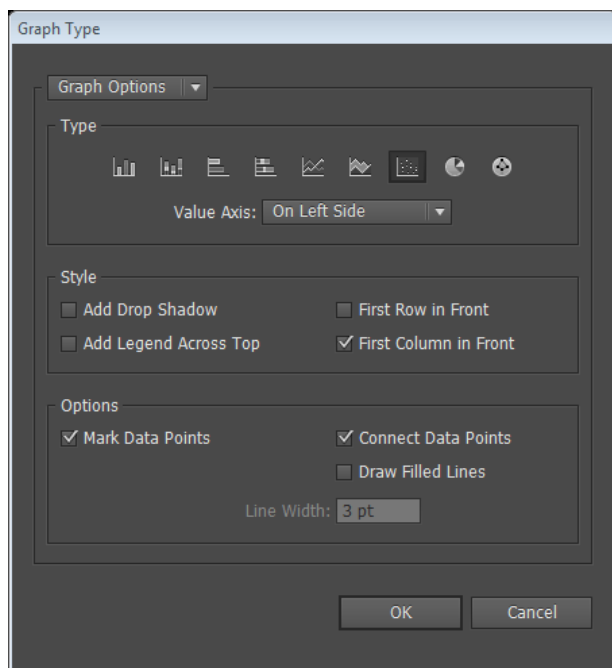 Graph Type
Graph Options
Type
Value Axis: On Left Side
Style
Add Drop Shadow
First Row in Front
Add Legend Across Top
First Column in Front
Options
Mark Data Points
Connect Data Points
Draw Filled Lines
Line Width: 3 pt
OK
Cancel